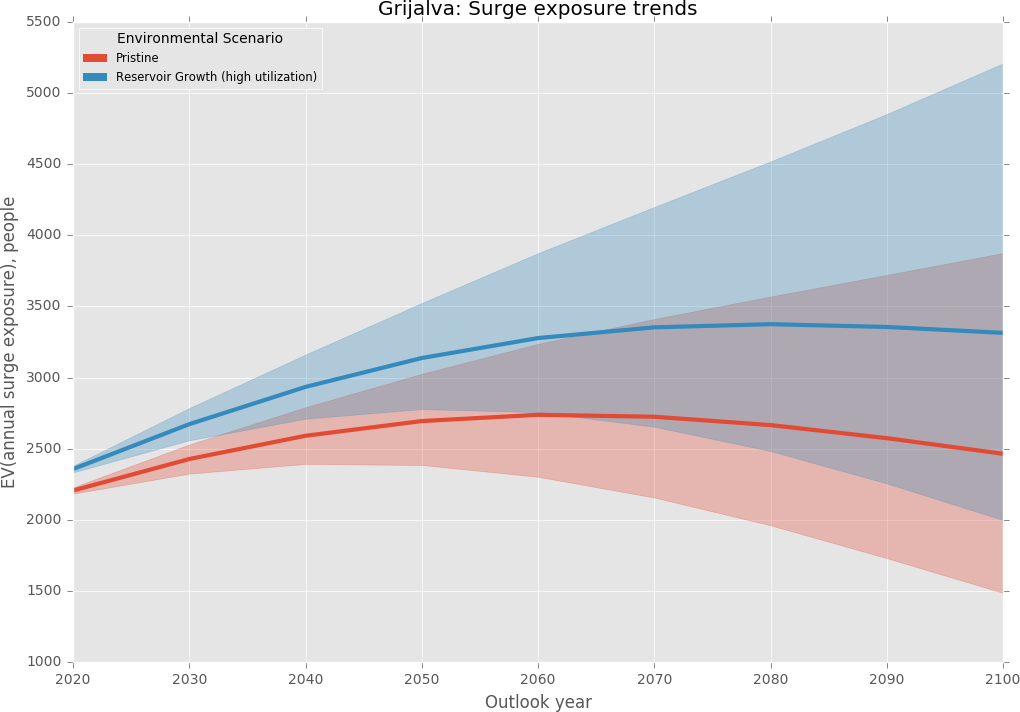 Grijalva: Surge exposure trends
Environmental Scenario
Pristine
Reservoir Growth (high utilization)
EV(annual surge exposure), people
5500
5000
4500
4000
3500
3000
2500
2000
1500
1000
2020 2030 2040 2050 2060 2070 2080 2090 2100
Outlook year